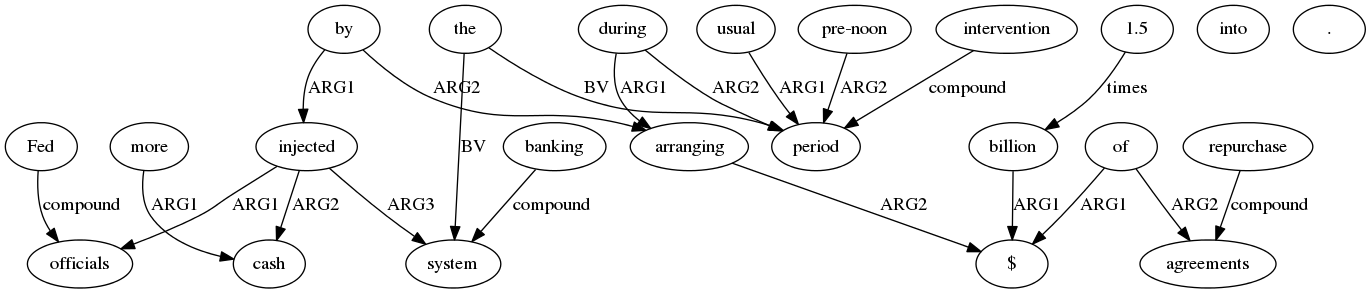 by the during usual pre-noon intervention 1.5 into .
ARG1 ARG2 BV ARG1 ARG2 ARG1 ARG2 compound times
Fed more injected BV banking arranging period billion of repurchase
compound ARG1 ARG1 ARG2 ARG3 compound ARG2 ARG1 ARG1 ARG2 compound
officials cash system $ agreements